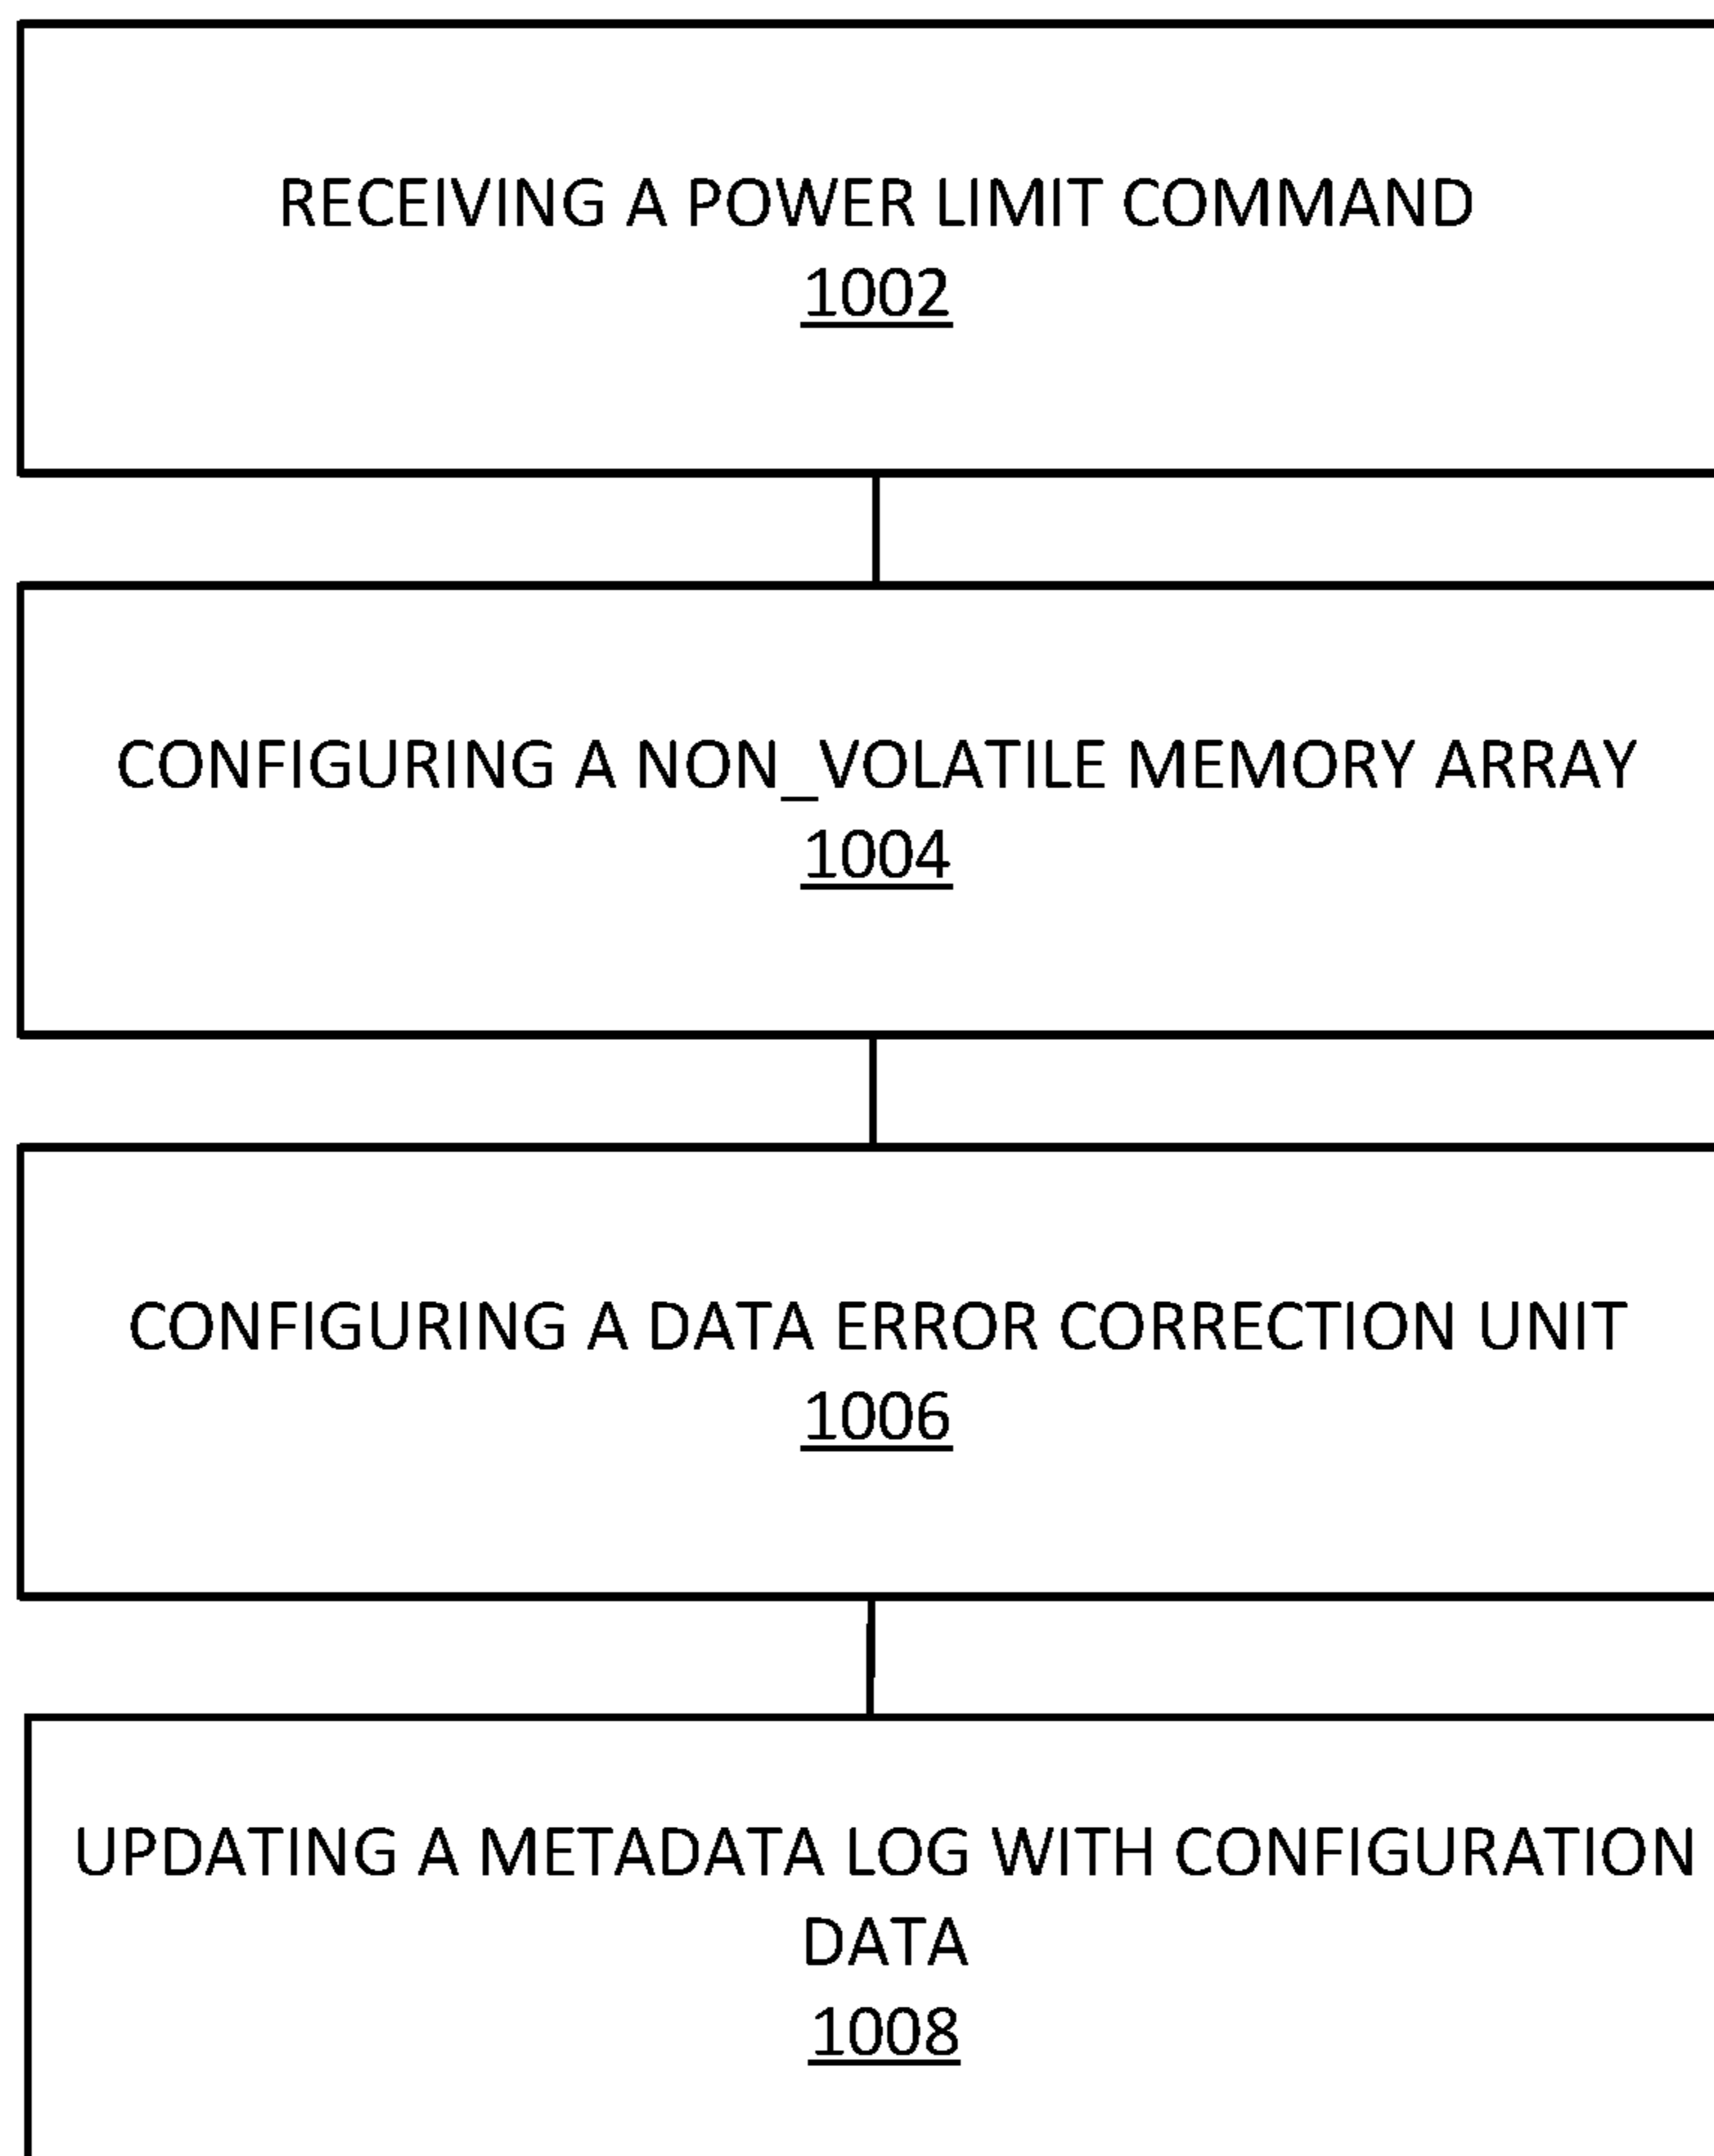 RECEIVING A POWER LIMIT COMMAND
1002
CONFIGURING A NON_VOLATILE MEMORY ARRAY
1004
CONFIGURING A DATA ERROR CORRECTION UNIT
1006
UPDATING A METADATA LOG WITH CONFIGURATION
DATA
1008